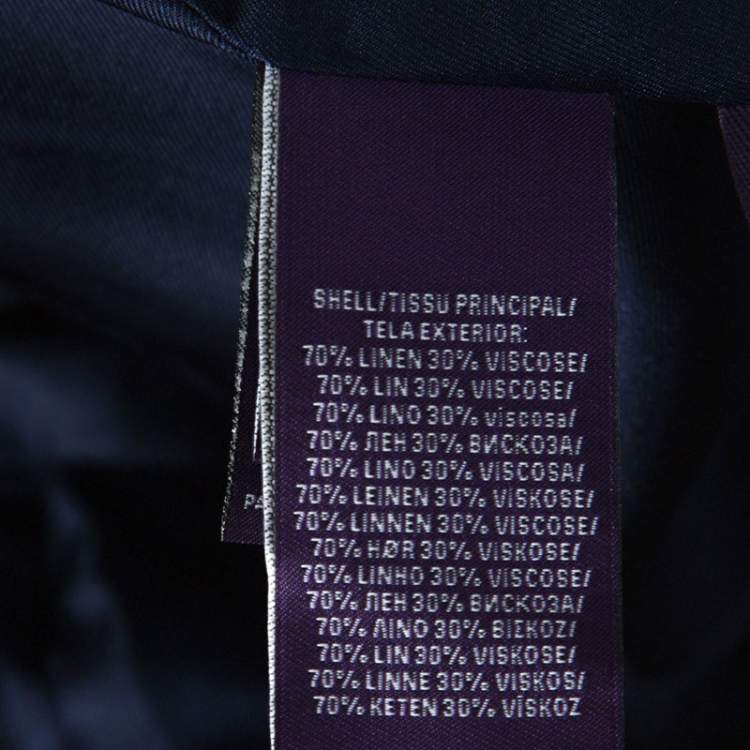 SHELL/TISSU PRINCIPAL/
TELA EXTERIOR:
70% LINEN 30% VISCOSE/
70% LIN 30% VISCOSE/
70% LINO 30% viscosa/
70% ЛЕН 30% ВИСКОЗА/
70% LINO 30% VISCOSA/
70% LEINEN 30% VISKOSE/
70% LINNEN 30% VISCOSE/
70% HØR 30% VISKOSE/
70% LINHO 30% VISCOSE/
70% ЛЕН 30% ВИСКОЗА/
70% ΛΙΝΟ 30% ΒΙΣΚΟΖ/
70% LIN 30% VISKOSE/
70% LINNE 30% VISKOS/
70% KETEN 30% VİSKOZ